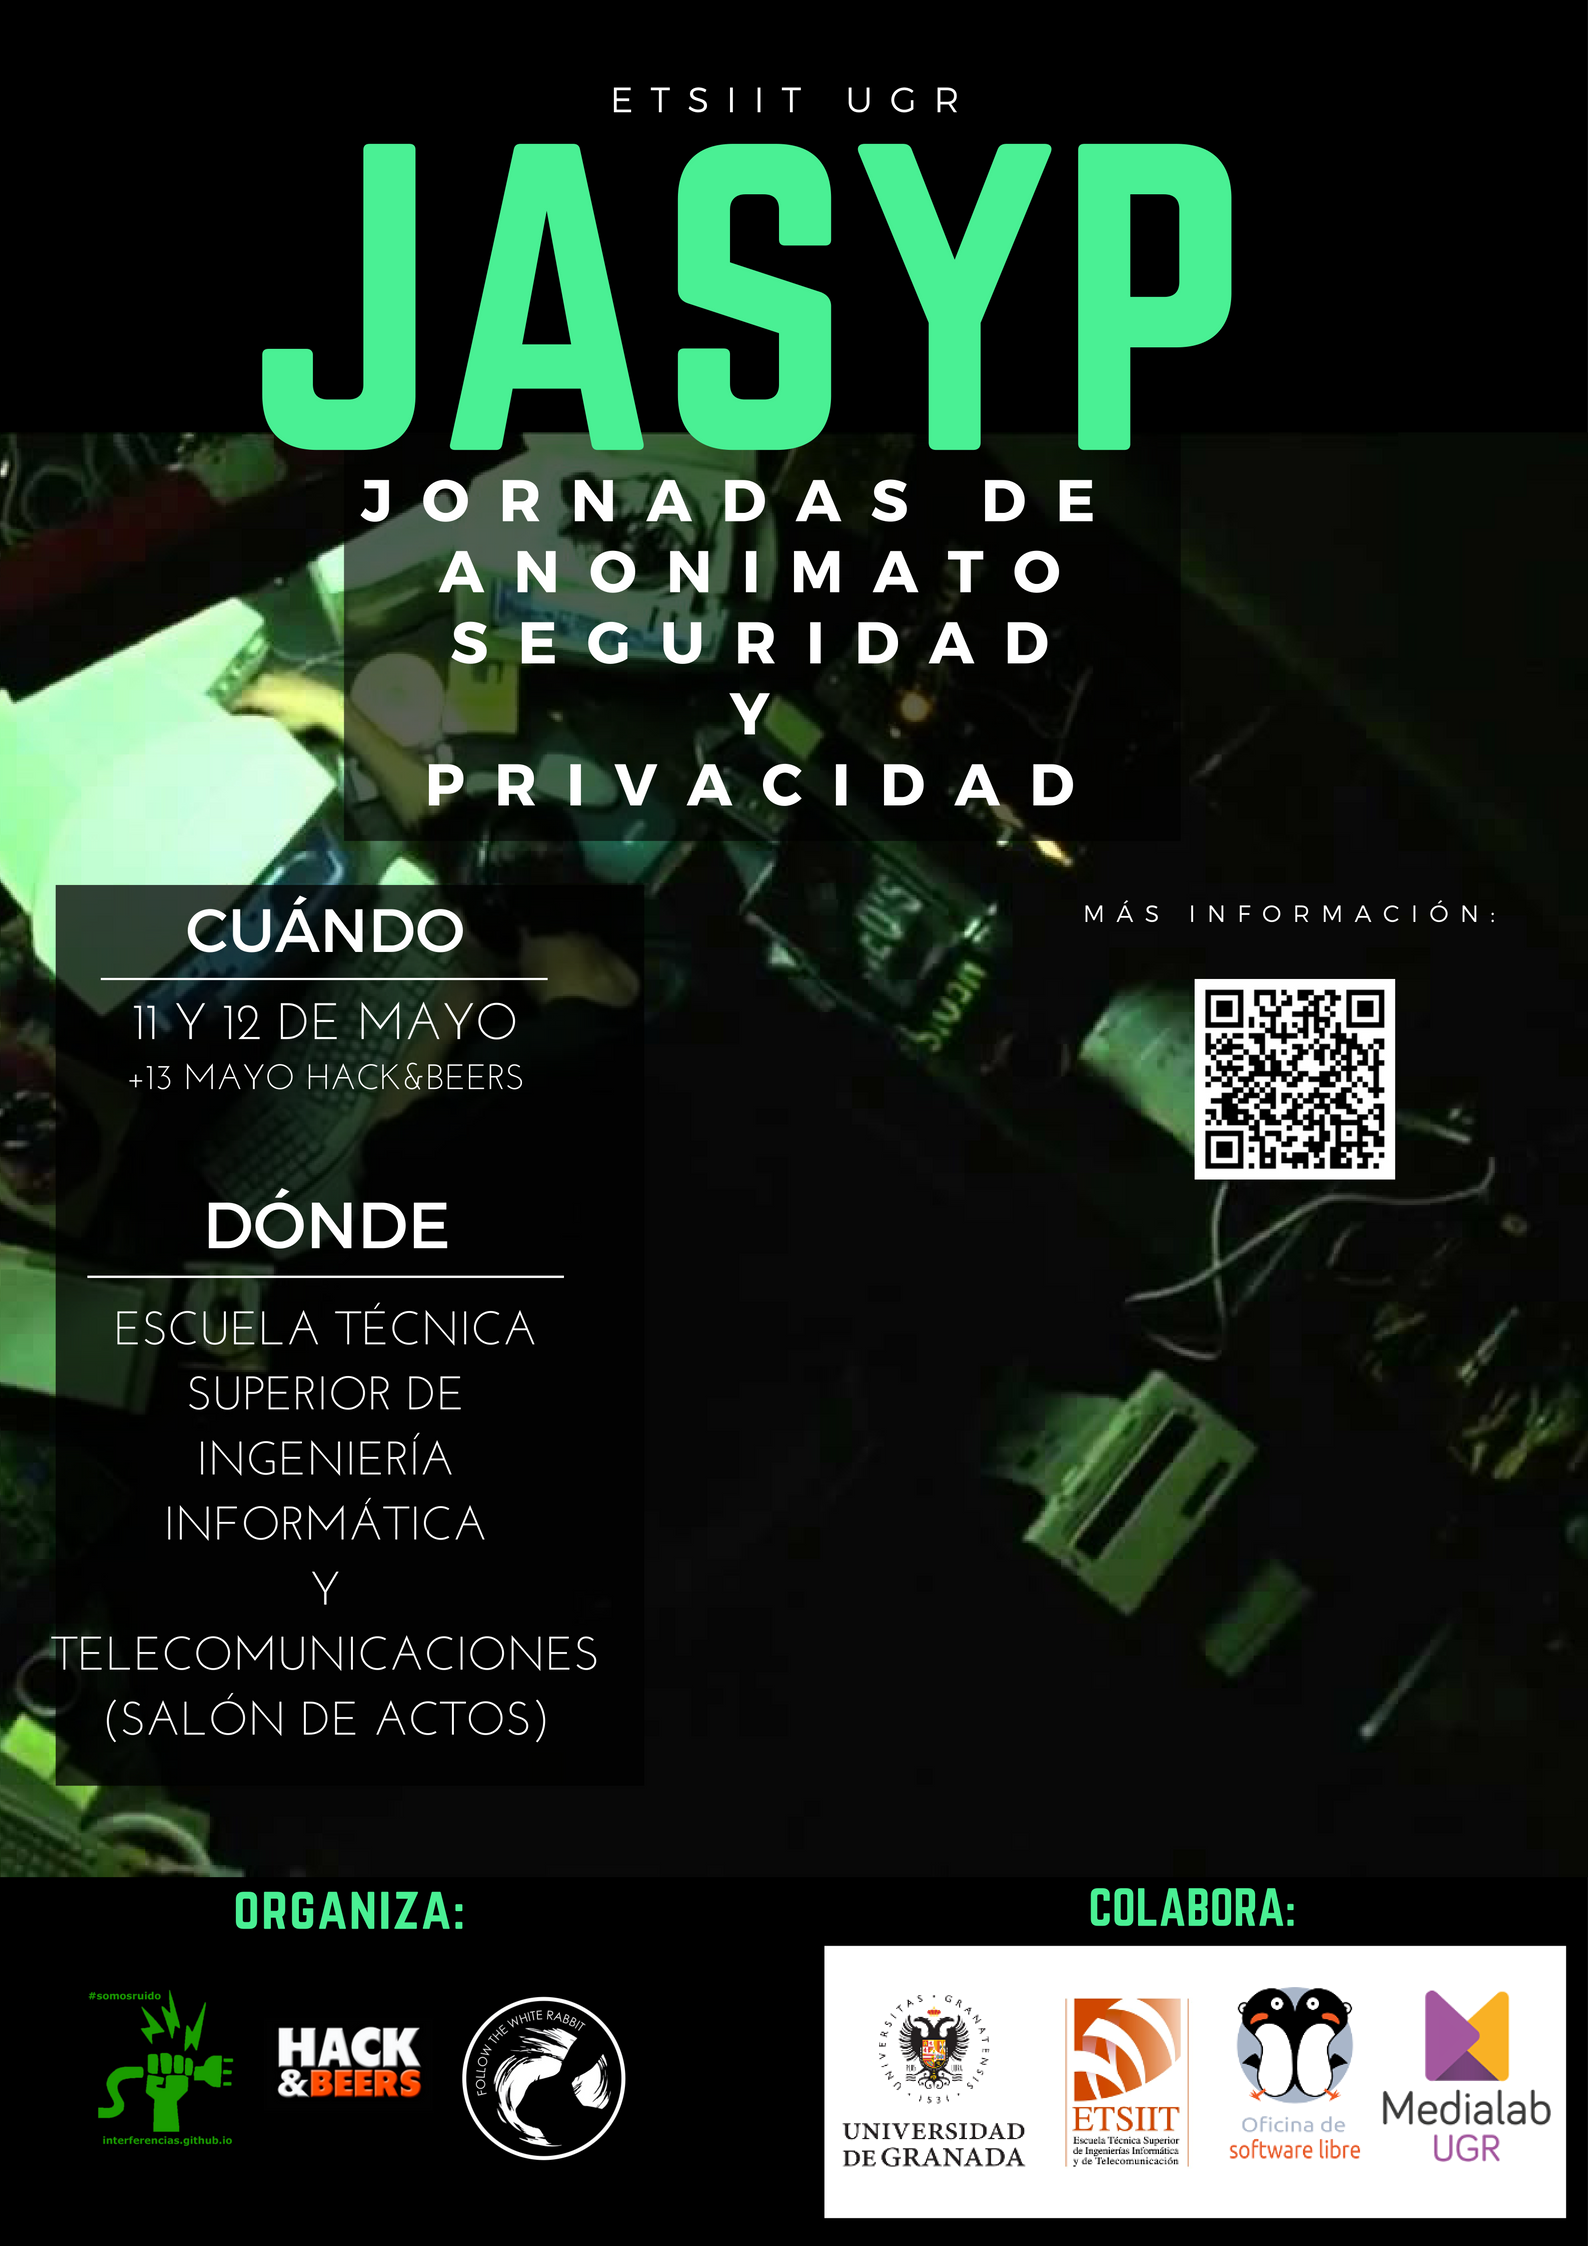 ETSIIT UGR
JASYP
JORNADAS DE
ANONIMATO
SEGURIDAD
Y
PRIVACIDAD
CUÁNDO
11 Y 12 DE MAYO
+13 MAYO HACK&BEERS
MÁS INFORMACIÓN:
DÓNDE
ESCUELA TÉCNICA
SUPERIOR DE
INGENIERÍA
INFORMÁTICA
Y
TELECOMUNICACIONES
(SALÓN DE ACTOS)
ORGANIZA:
#somosruido
interferencias.github.io
HACK
&BEERS
FOLLOW THE WHITE RABBIT
COLABORA:
UNIVERSITAS · GRANATENSIS · 1531 ·
UNIVERSIDAD
DE GRANADA
ETSIIT
Escuela Técnica Superior
de Ingenierías Informática
y de Telecomunicación
Oficina de
software libre
Medialab
UGR